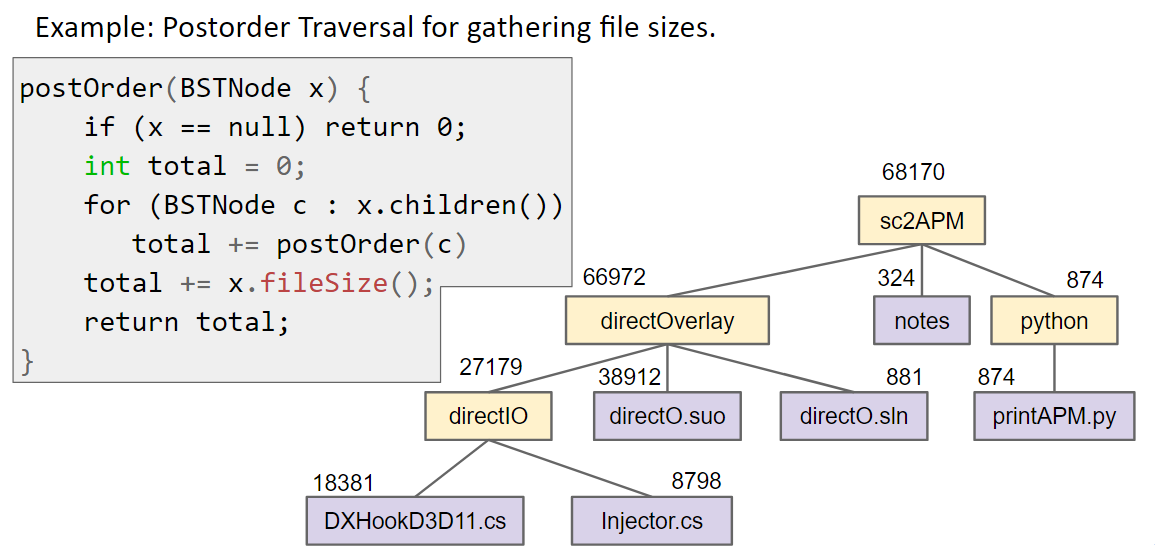 Example: Postorder Traversal for gathering file sizes.
postOrder(BSTNode x) {
    if (x == null) return 0;
    int total = 0;
    for (BSTNode c : x.children())
       total += postOrder(c)
    total += x.fileSize();
    return total;
}
68170
sc2APM
66972
324
874
directOverlay
notes
python
27179
38912
881
874
directIO
directO.suo
directO.sln
printAPM.py
18381
8798
DXHookD3D11.cs
Injector.cs